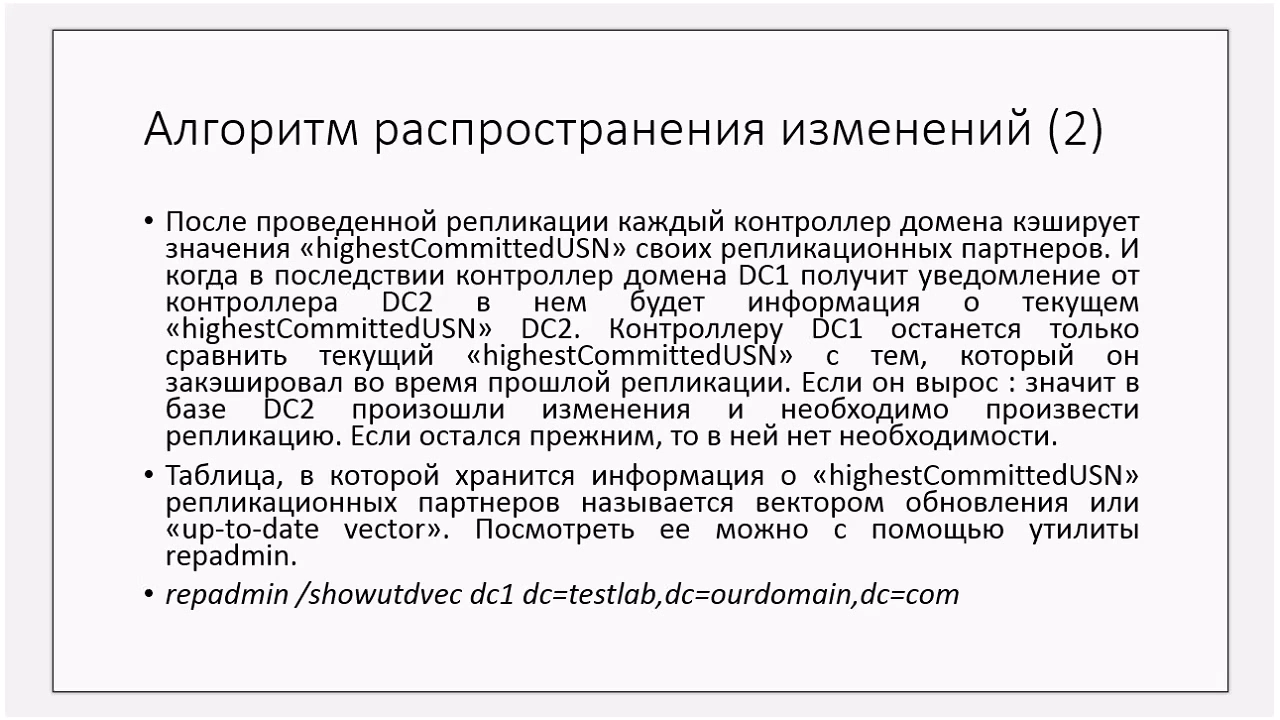 Алгоритм распространения изменений (2)
• После проведенной репликации каждый контроллер домена кэширует
значения «highestCommittedUSN» своих репликационных партнеров. И
когда в последствии контроллер домена DC1 получит уведомление от
контроллера DC2 в нем будет информация о текущем
«highestCommittedUSN» DC2. Контроллеру DC1 останется только
сравнить текущий «highestCommittedUSN» с тем, который он
закэшировал во время прошлой репликации. Если он вырос : значит в
базе DC2 произошли изменения и необходимо произвести
репликацию. Если остался прежним, то в ней нет необходимости.
• Таблица, в которой хранится информация о «highestCommittedUSN»
репликационных партнеров называется вектором обновления или
«up-to-date vector». Посмотреть ее можно с помощью утилиты
repadmin.
• repadmin /showutdvec dc1 dc=testlab,dc=ourdomain,dc=com